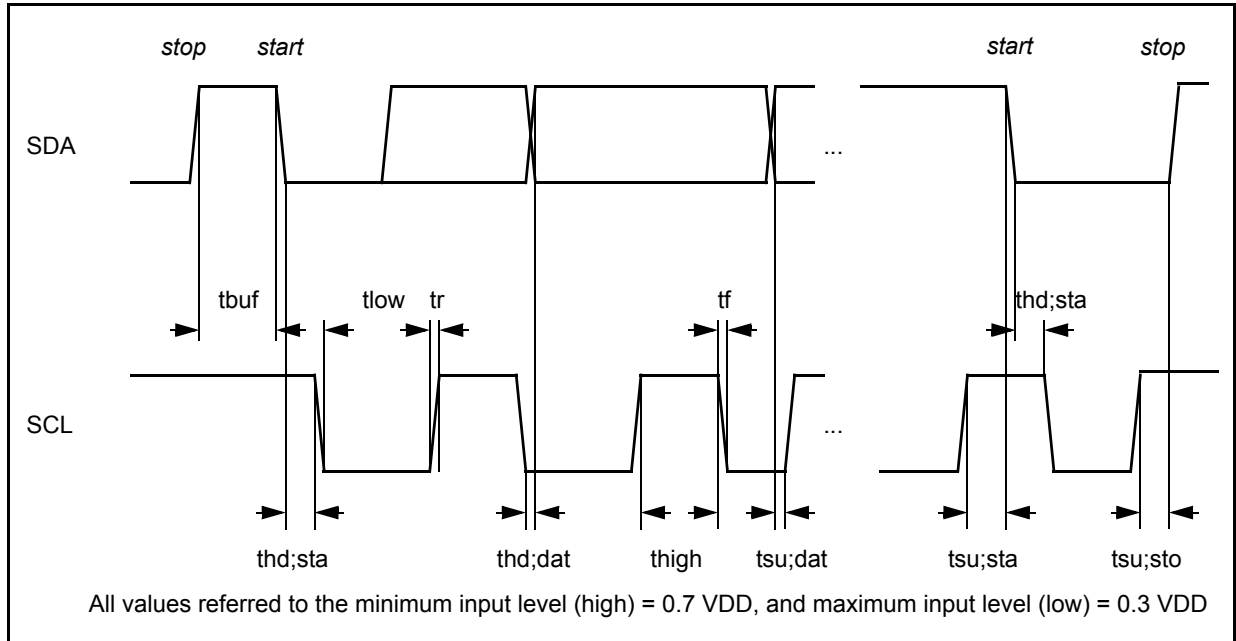 stop start start stop
SDA ...
tbuf tlow tr tf thd;sta
SCL ...
thd;sta thd;dat thigh tsu;dat tsu;sta tsu;sto
All values referred to the minimum input level (high) = 0.7 VDD, and maximum input level (low) = 0.3 VDD